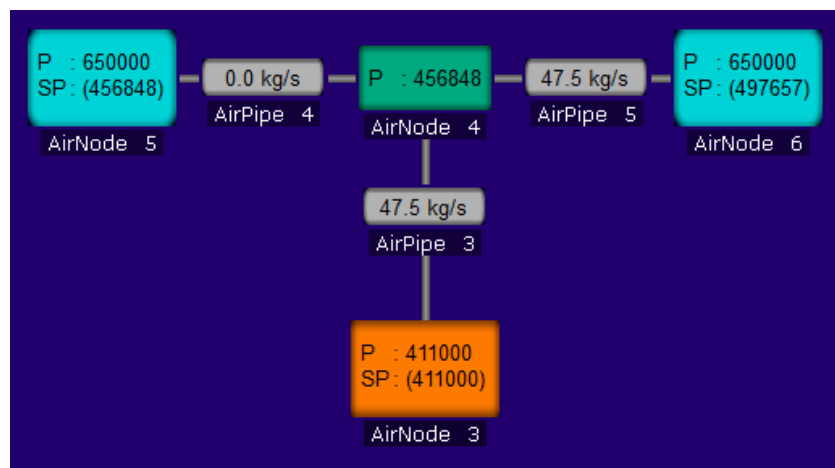 P : 650000
SP : (456848)
AirNode 5
0.0 kg/s
AirPipe 4
P : 456848
AirNode 4
47.5 kg/s
AirPipe 5
P : 650000
SP : (497657)
AirNode 6
47.5 kg/s
AirPipe 3
P : 411000
SP : (411000)
AirNode 3